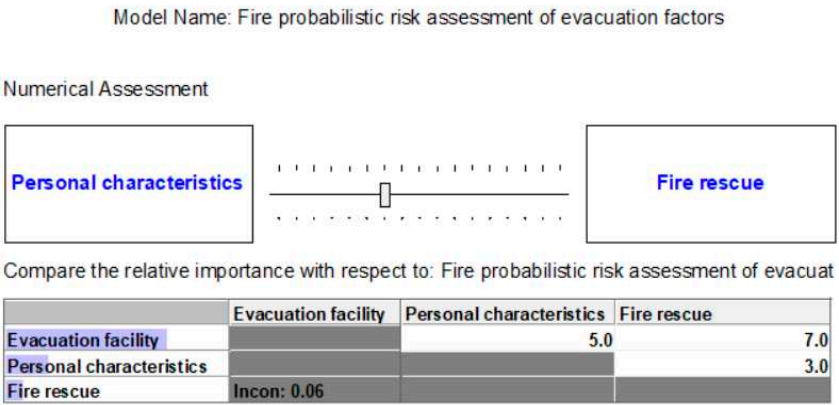 Model Name: Fire probabilistic risk assessment of evacuation factors
Numerical Assessment
Personal characteristics Fire rescue
Compare the relative importance with respect to: Fire probabilistic risk assessment of evacuat
Evacuation facility Personal characteristics Fire rescue
Evacuation facility 5.0 7.0
Personal characteristics 3.0
Fire rescue Incon: 0.06